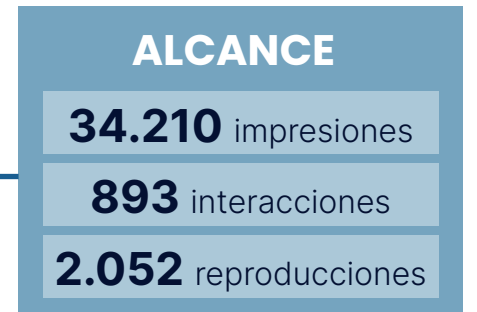 ALCANCE
34.210 impresiones
893 interacciones
2.052 reproducciones